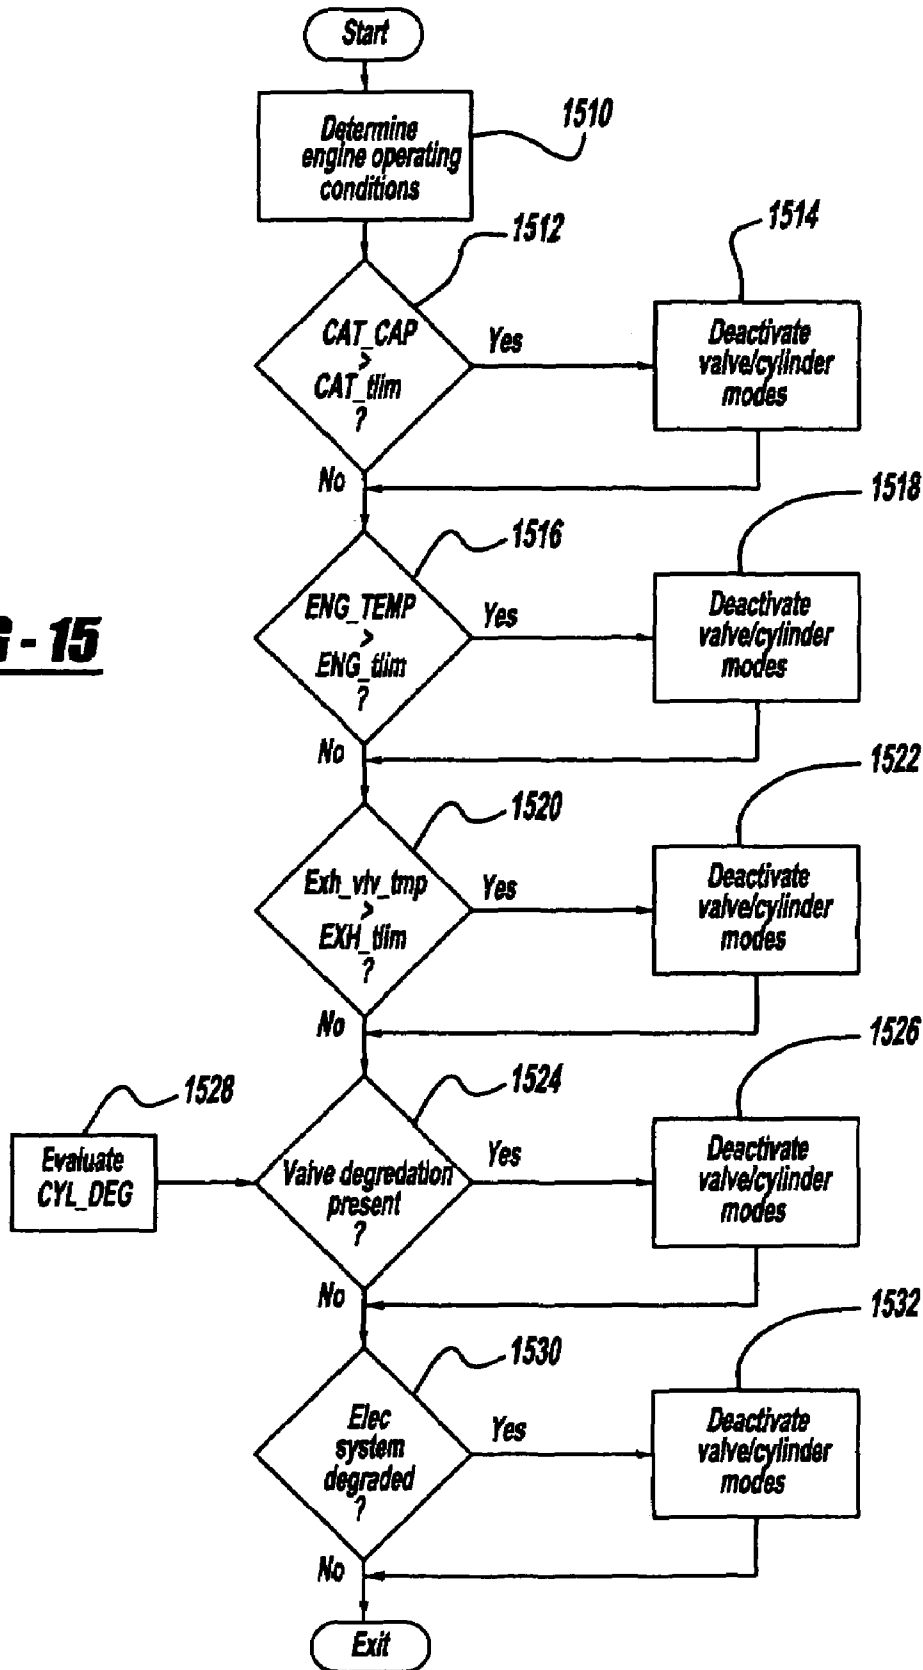 Start
Determine
engine operating
conditions
1510
1512
CAT_CAP
>
CAT_tlim
?
Yes
1514
Deactivate
valve/cylinder
modes
No
1516
ENG_TEMP
>
ENG_tlim
?
Yes
1518
Deactivate
valve/cylinder
modes
No
G - 15
1520
Exh_vlv_tmp
>
EXH_tlim
?
Yes
1522
Deactivate
valve/cylinder
modes
No
1528
Evaluate
CYL_DEG
1524
Valve degredation
present
?
Yes
1526
Deactivate
valve/cylinder
modes
No
1530
Elec
system
degraded
?
Yes
1532
Deactivate
valve/cylinder
modes
No
Exit